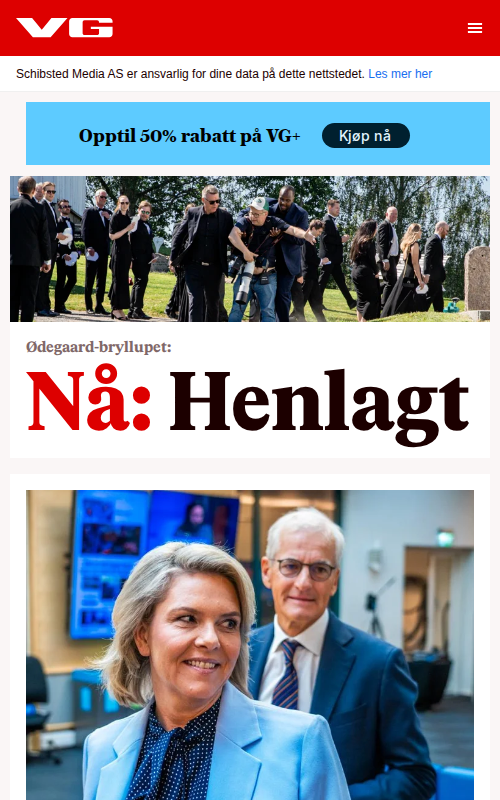 VG
Schibsted Media AS er ansvarlig for dine data på dette nettstedet. Les mer her
Opptil 50% rabatt på VG+ Kjøp nå
Ødegaard-bryllupet:
Nå: Henlagt